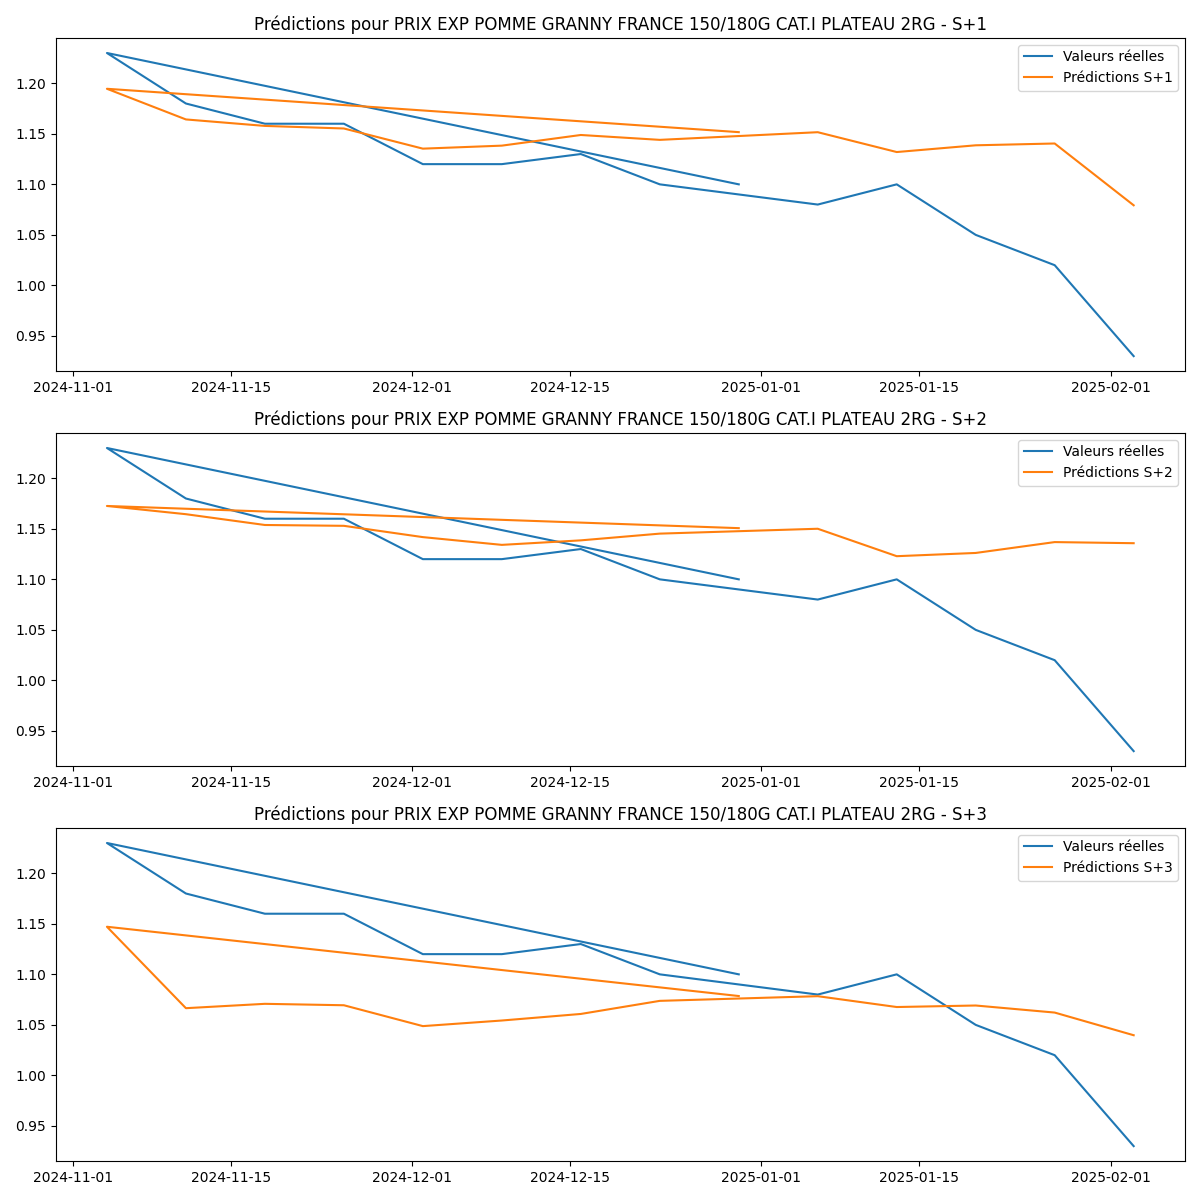 Prédictions pour PRIX EXP POMME GRANNY FRANCE 150/180G CAT.I PLATEAU 2RG - S+1
Valeurs réelles
Prédictions S+1
1.20
1.15
1.10
1.05
1.00
0.95
2024-11-01 2024-11-15 2024-12-01 2024-12-15 2025-01-01 2025-01-15 2025-02-01
Prédictions pour PRIX EXP POMME GRANNY FRANCE 150/180G CAT.I PLATEAU 2RG - S+2
Valeurs réelles
Prédictions S+2
1.20
1.15
1.10
1.05
1.00
0.95
2024-11-01 2024-11-15 2024-12-01 2024-12-15 2025-01-01 2025-01-15 2025-02-01
Prédictions pour PRIX EXP POMME GRANNY FRANCE 150/180G CAT.I PLATEAU 2RG - S+3
Valeurs réelles
Prédictions S+3
1.20
1.15
1.10
1.05
1.00
0.95
2024-11-01 2024-11-15 2024-12-01 2024-12-15 2025-01-01 2025-01-15 2025-02-01